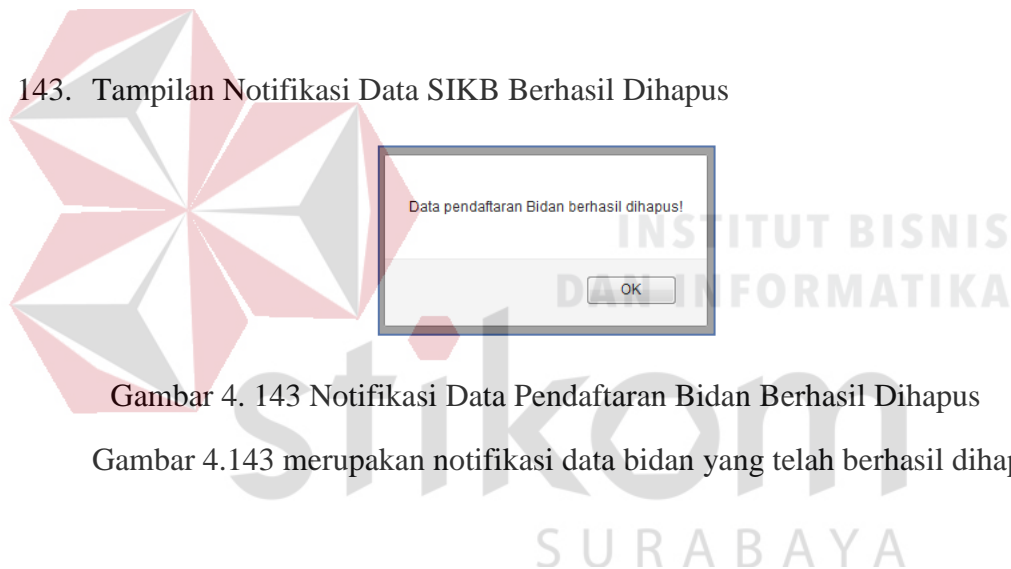 143. Tampilan Notifikasi Data SIKB Berhasil Dihapus
Data pendaftaran Bidan berhasil dihapus!
INSTITUT BISNIS
DAN INFORMATIKA
OK
stikom
Gambar 4. 143 Notifikasi Data Pendaftaran Bidan Berhasil Dihapus
Gambar 4.143 merupakan notifikasi data bidan yang telah berhasil
SURABAYA